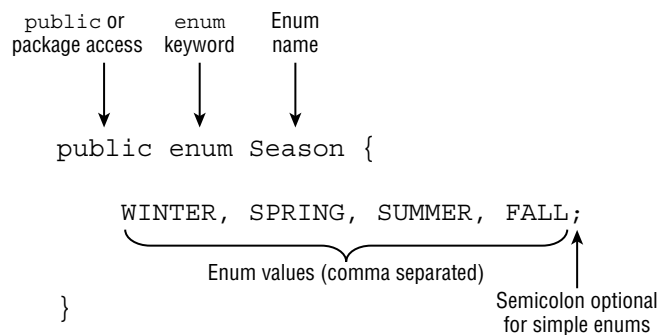 public or
package access
enum
keyword
Enum
name
public enum Season {
WINTER, SPRING, SUMMER, FALL;
Enum values (comma separated)
Semicolon optional
for simple enums
}